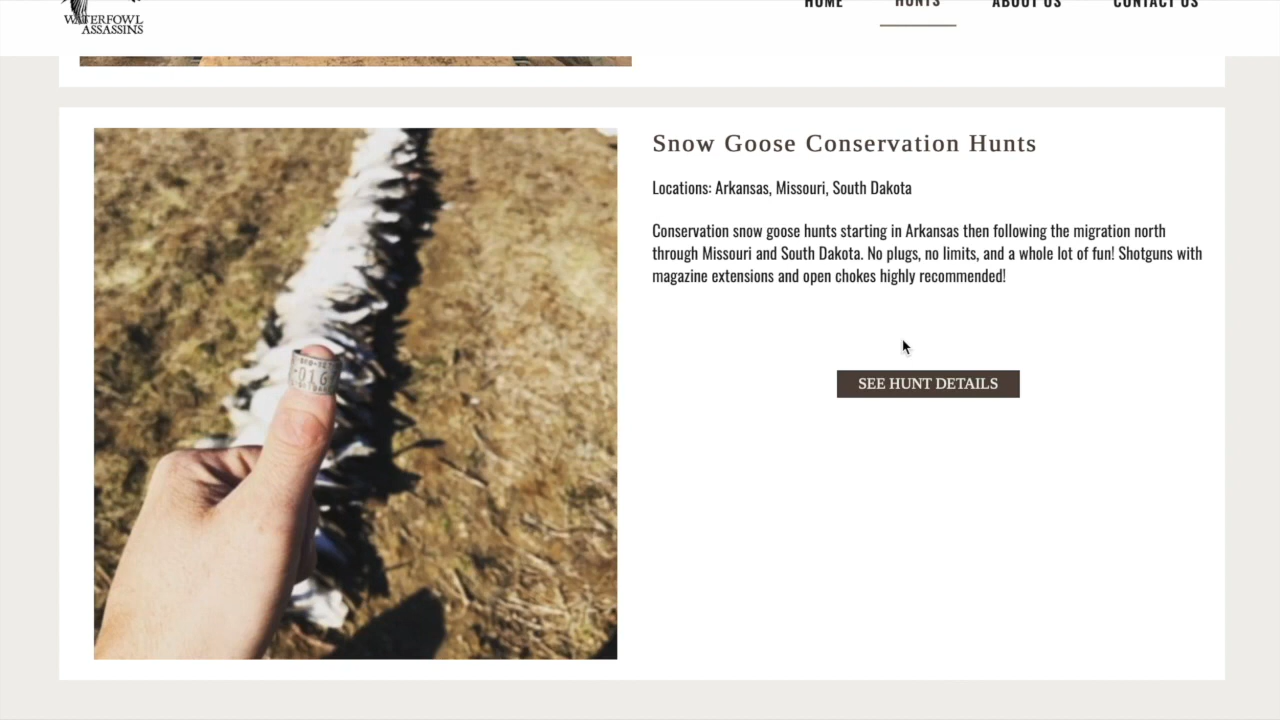 WATERFOWL
ASSASSINS
HOME
HUNTS
ABOUT US
CONTACT US
Snow Goose Conservation Hunts
Locations: Arkansas, Missouri, South Dakota
Conservation snow goose hunts starting in Arkansas then following the migration north
through Missouri and South Dakota. No plugs, no limits, and a whole lot of fun! Shotguns with
magazine extensions and open chokes highly recommended!
SEE HUNT DETAILS